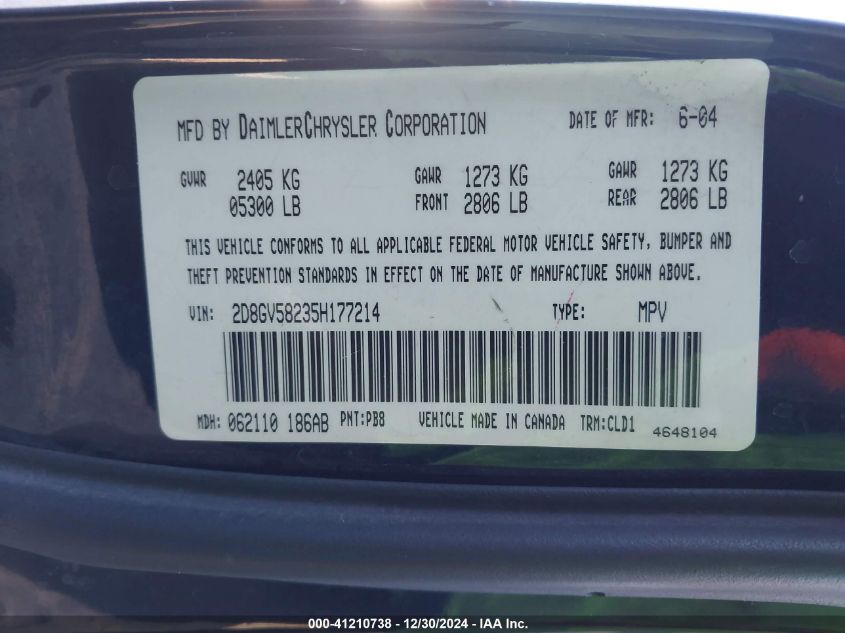 MFD BY DAIMLERCHRYSLER CORPORATION DATE OF MFR: 6-04
GVWR 2405 KG GAWR 1273 KG GAWR 1273 KG
05300 LB FRONT 2806 LB REAR 2806 LB
THIS VEHICLE CONFORMS TO ALL APPLICABLE FEDERAL MOTOR VEHICLE SAFETY, BUMPER AND
THEFT PREVENTION STANDARDS IN EFFECT ON THE DATE OF MANUFACTURE SHOWN ABOVE.
VIN: 2D8GV58235H177214 TYPE: MPV
MDH: 062110 186AB PNT:PB8 VEHICLE MADE IN CANADA TRM:CLD1 4648104
000-41210738 - 12/30/2024 - IAA Inc.